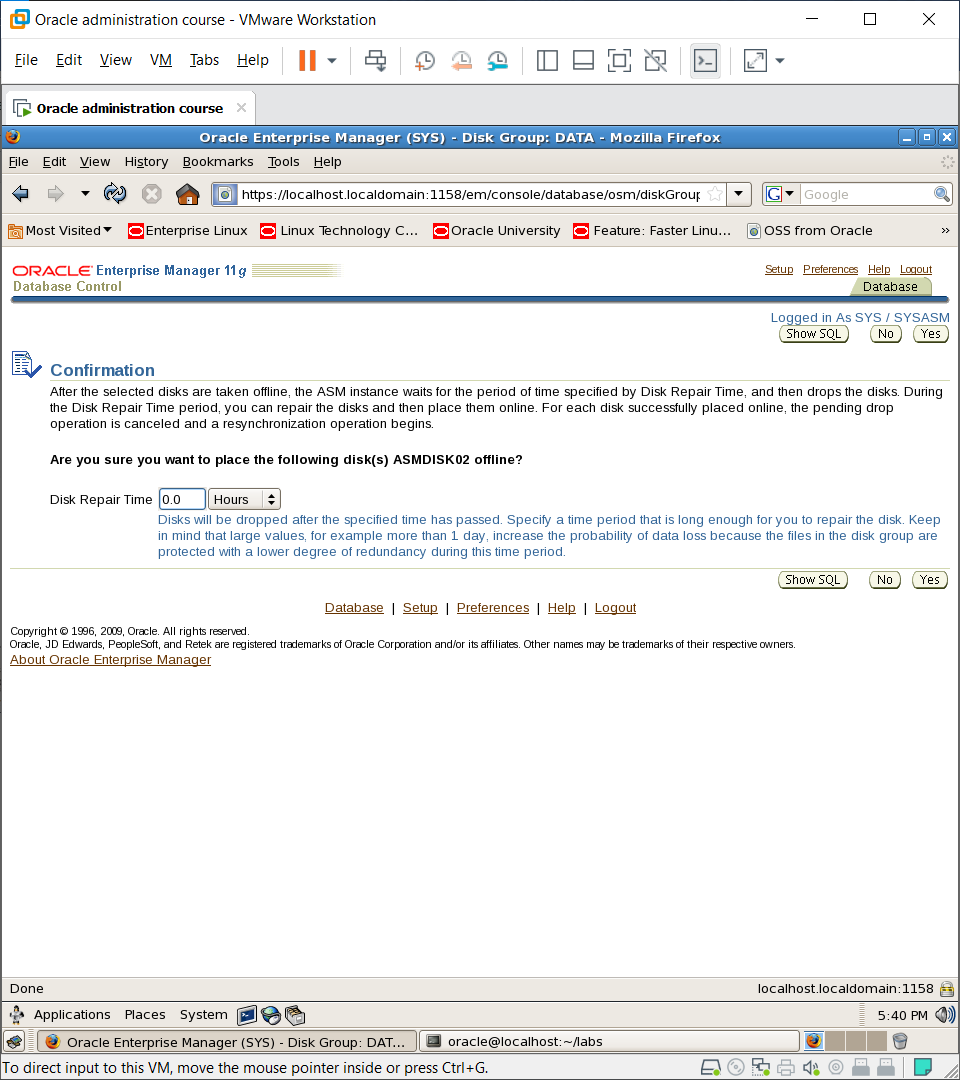 Oracle administration course - VMware Workstation
File Edit View VM Tabs Help
Oracle administration course
Oracle Enterprise Manager (SYS) - Disk Group: DATA - Mozilla Firefox
File Edit View History Bookmarks Tools Help
https://localhost.localdomain:1158/em/console/database/osm/diskGroup
G Google
Most Visited Enterprise Linux Linux Technology C... Oracle University Feature: Faster Linu... OSS from Oracle »
ORACLE Enterprise Manager 11g
Database Control
Setup Preferences Help Logout
Database
Logged in As SYS / SYSASM
Show SQL No Yes
Confirmation
After the selected disks are taken offline, the ASM instance waits for the period of time specified by Disk Repair Time, and then drops the disks. During
the Disk Repair Time period, you can repair the disks and then place them online. For each disk successfully placed online, the pending drop
operation is canceled and a resynchronization operation begins.
Are you sure you want to place the following disk(s) ASMDISK02 offline?
Disk Repair Time 0.0 Hours
Disks will be dropped after the specified time has passed. Specify a time period that is long enough for you to repair the disk. Keep
in mind that large values, for example more than 1 day, increase the probability of data loss because the files in the disk group are
protected with a lower degree of redundancy during this time period.
Show SQL No Yes
Database | Setup | Preferences | Help | Logout
Copyright © 1996, 2009, Oracle. All rights reserved.
Oracle, JD Edwards, PeopleSoft, and Retek are registered trademarks of Oracle Corporation and/or its affiliates. Other names may be trademarks of their respective owners.
About Oracle Enterprise Manager
Done localhost.localdomain:1158
Applications Places System 5:40 PM
Oracle Enterprise Manager (SYS) - Disk Group: DAT... oracle@localhost:~/labs
To direct input to this VM, move the mouse pointer inside or press Ctrl+G.